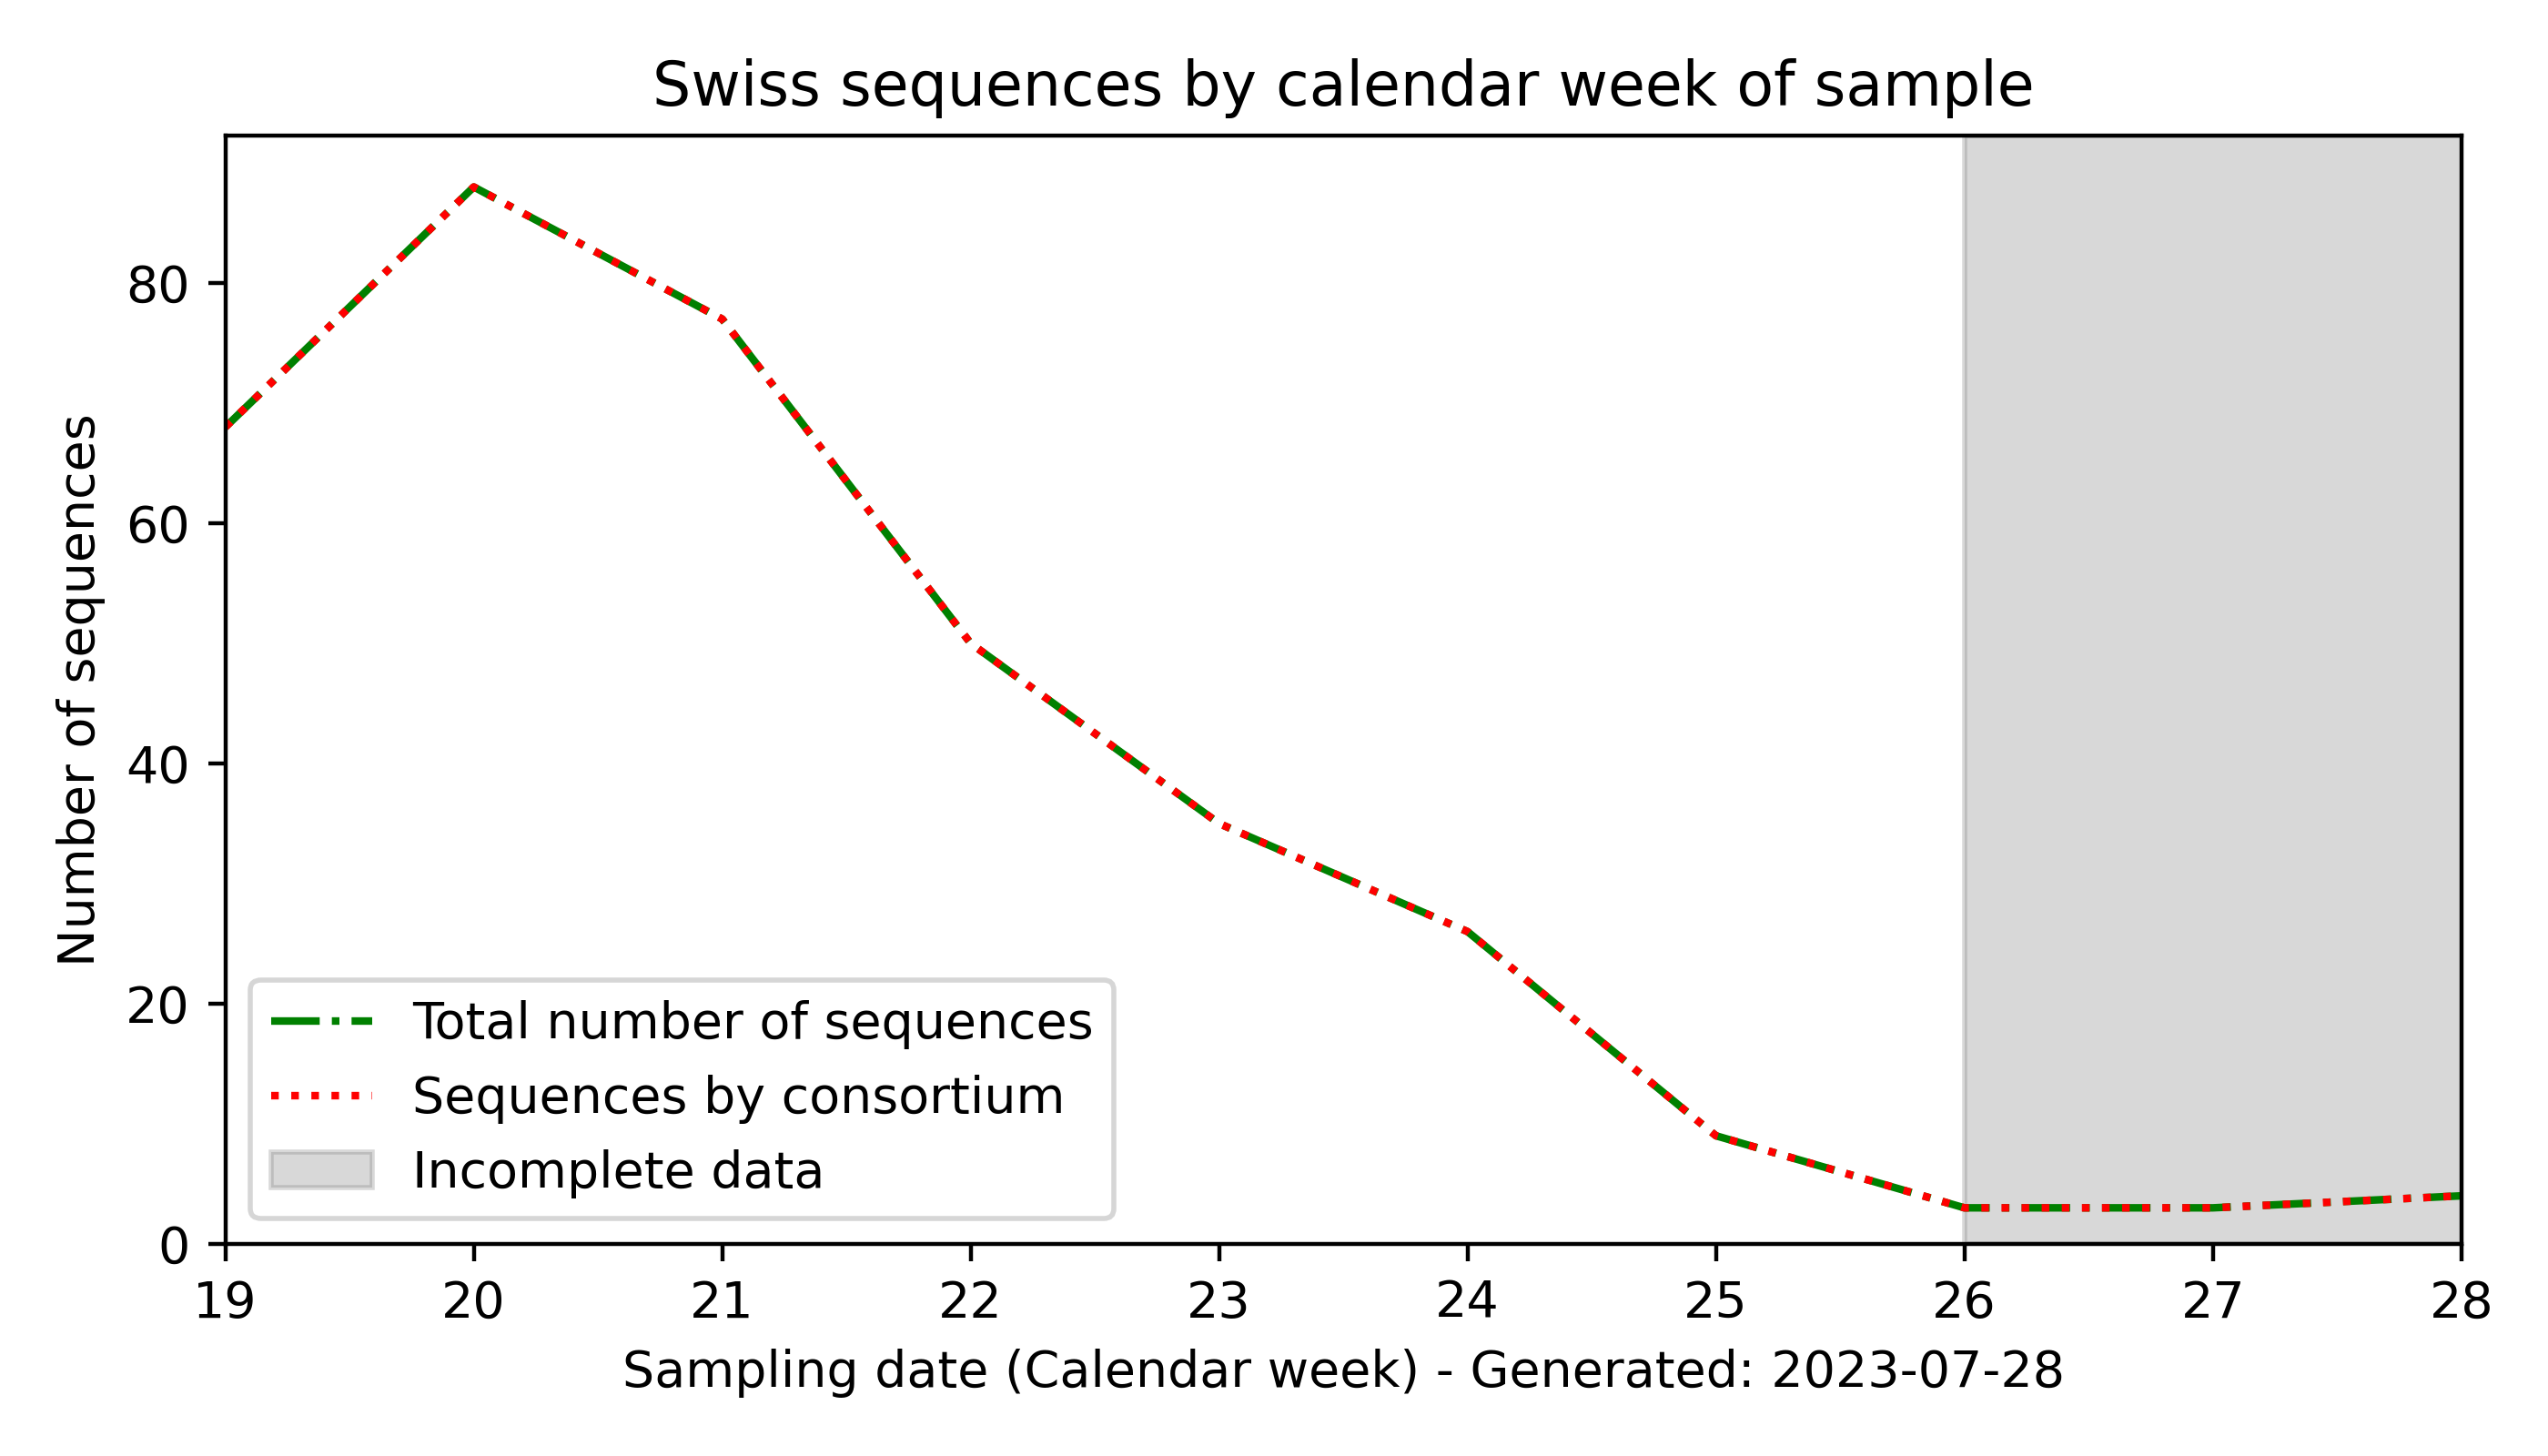 Swiss sequences by calendar week of sample
Number of sequences
80
60
40
20
0
Total number of sequences
Sequences by consortium
Incomplete data
19 20 21 22 23 24 25 26 27 28
Sampling date (Calendar week) - Generated: 2023-07-28